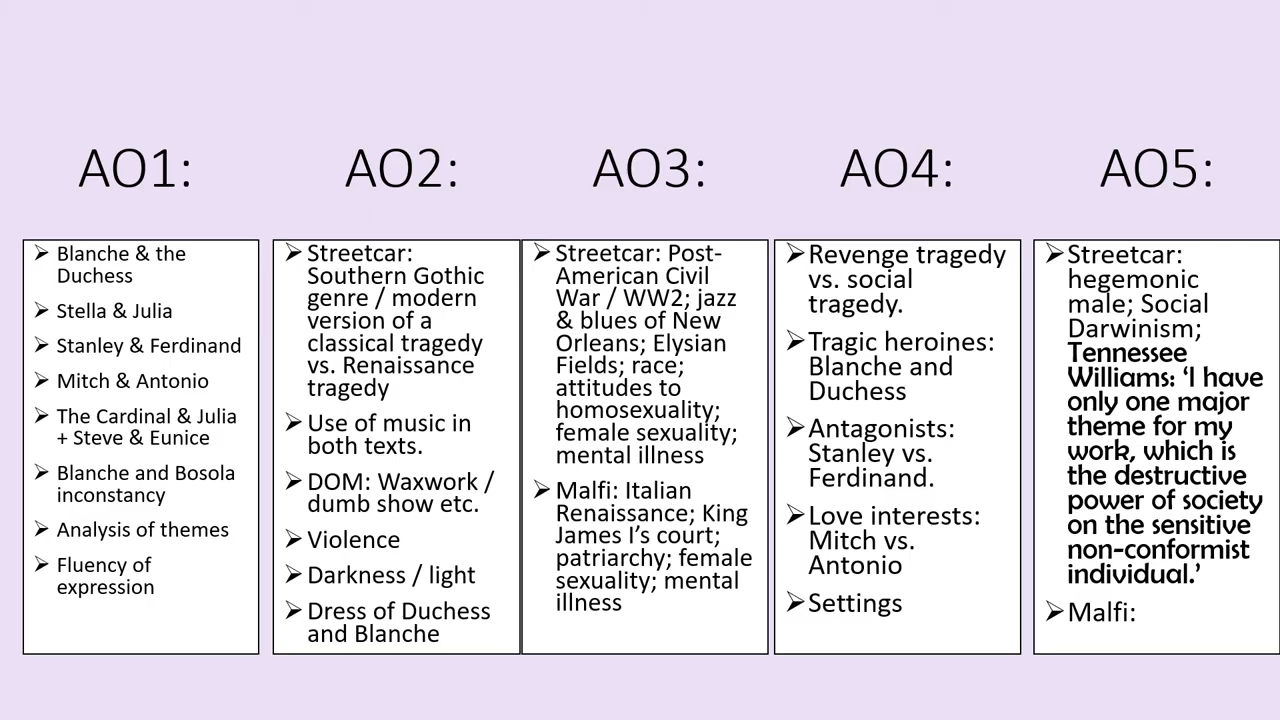 AO1:
AO2:
AO3:
AO4:
AO5:
➢ Blanche & the
Duchess
➢ Stella & Julia
➢ Stanley & Ferdinand
➢ Mitch & Antonio
➢ The Cardinal & Julia
+ Steve & Eunice
➢ Blanche and Bosola
inconstancy
➢ Analysis of themes
➢ Fluency of
expression
➢ Streetcar:
Southern Gothic
genre / modern
version of a
classical tragedy
vs. Renaissance
tragedy
➢ Use of music in
both texts.
➢ DOM: Waxwork /
dumb show etc.
➢ Violence
➢ Darkness / light
➢ Dress of Duchess
and Blanche
➢ Streetcar: Post-
American Civil
War / WW2; jazz
& blues of New
Orleans; Elysian
Fields; race;
attitudes to
homosexuality;
female sexuality;
mental illness
➢ Malfi: Italian
Renaissance; King
James I’s court;
patriarchy; female
sexuality; mental
illness
➢ Revenge tragedy
vs. social
tragedy.
➢ Tragic heroines:
Blanche and
Duchess
➢ Antagonists:
Stanley vs.
Ferdinand.
➢ Love interests:
Mitch vs.
Antonio
➢ Settings
➢ Streetcar:
hegemonic
male; Social
Darwinism;
Tennessee
Williams: ‘I have
only one major
theme for my
work, which is
the destructive
power of society
on the sensitive
non-conformist
individual.’
➢ Malfi: